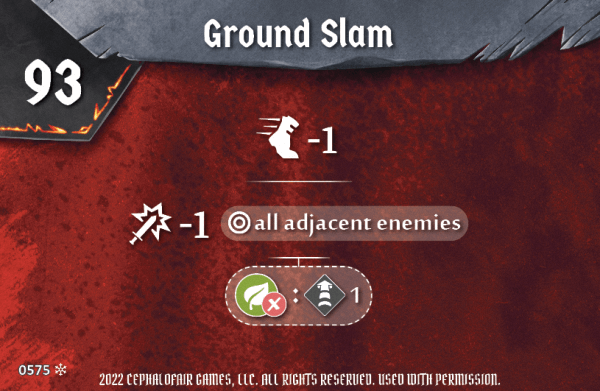 Ground Slam
93
-1
-1 all adjacent enemies
: 1
0575
2022 CEPHALOFAIR GAMES, LLC. ALL RIGHTS RESERVED. USED WITH PERMISSION.